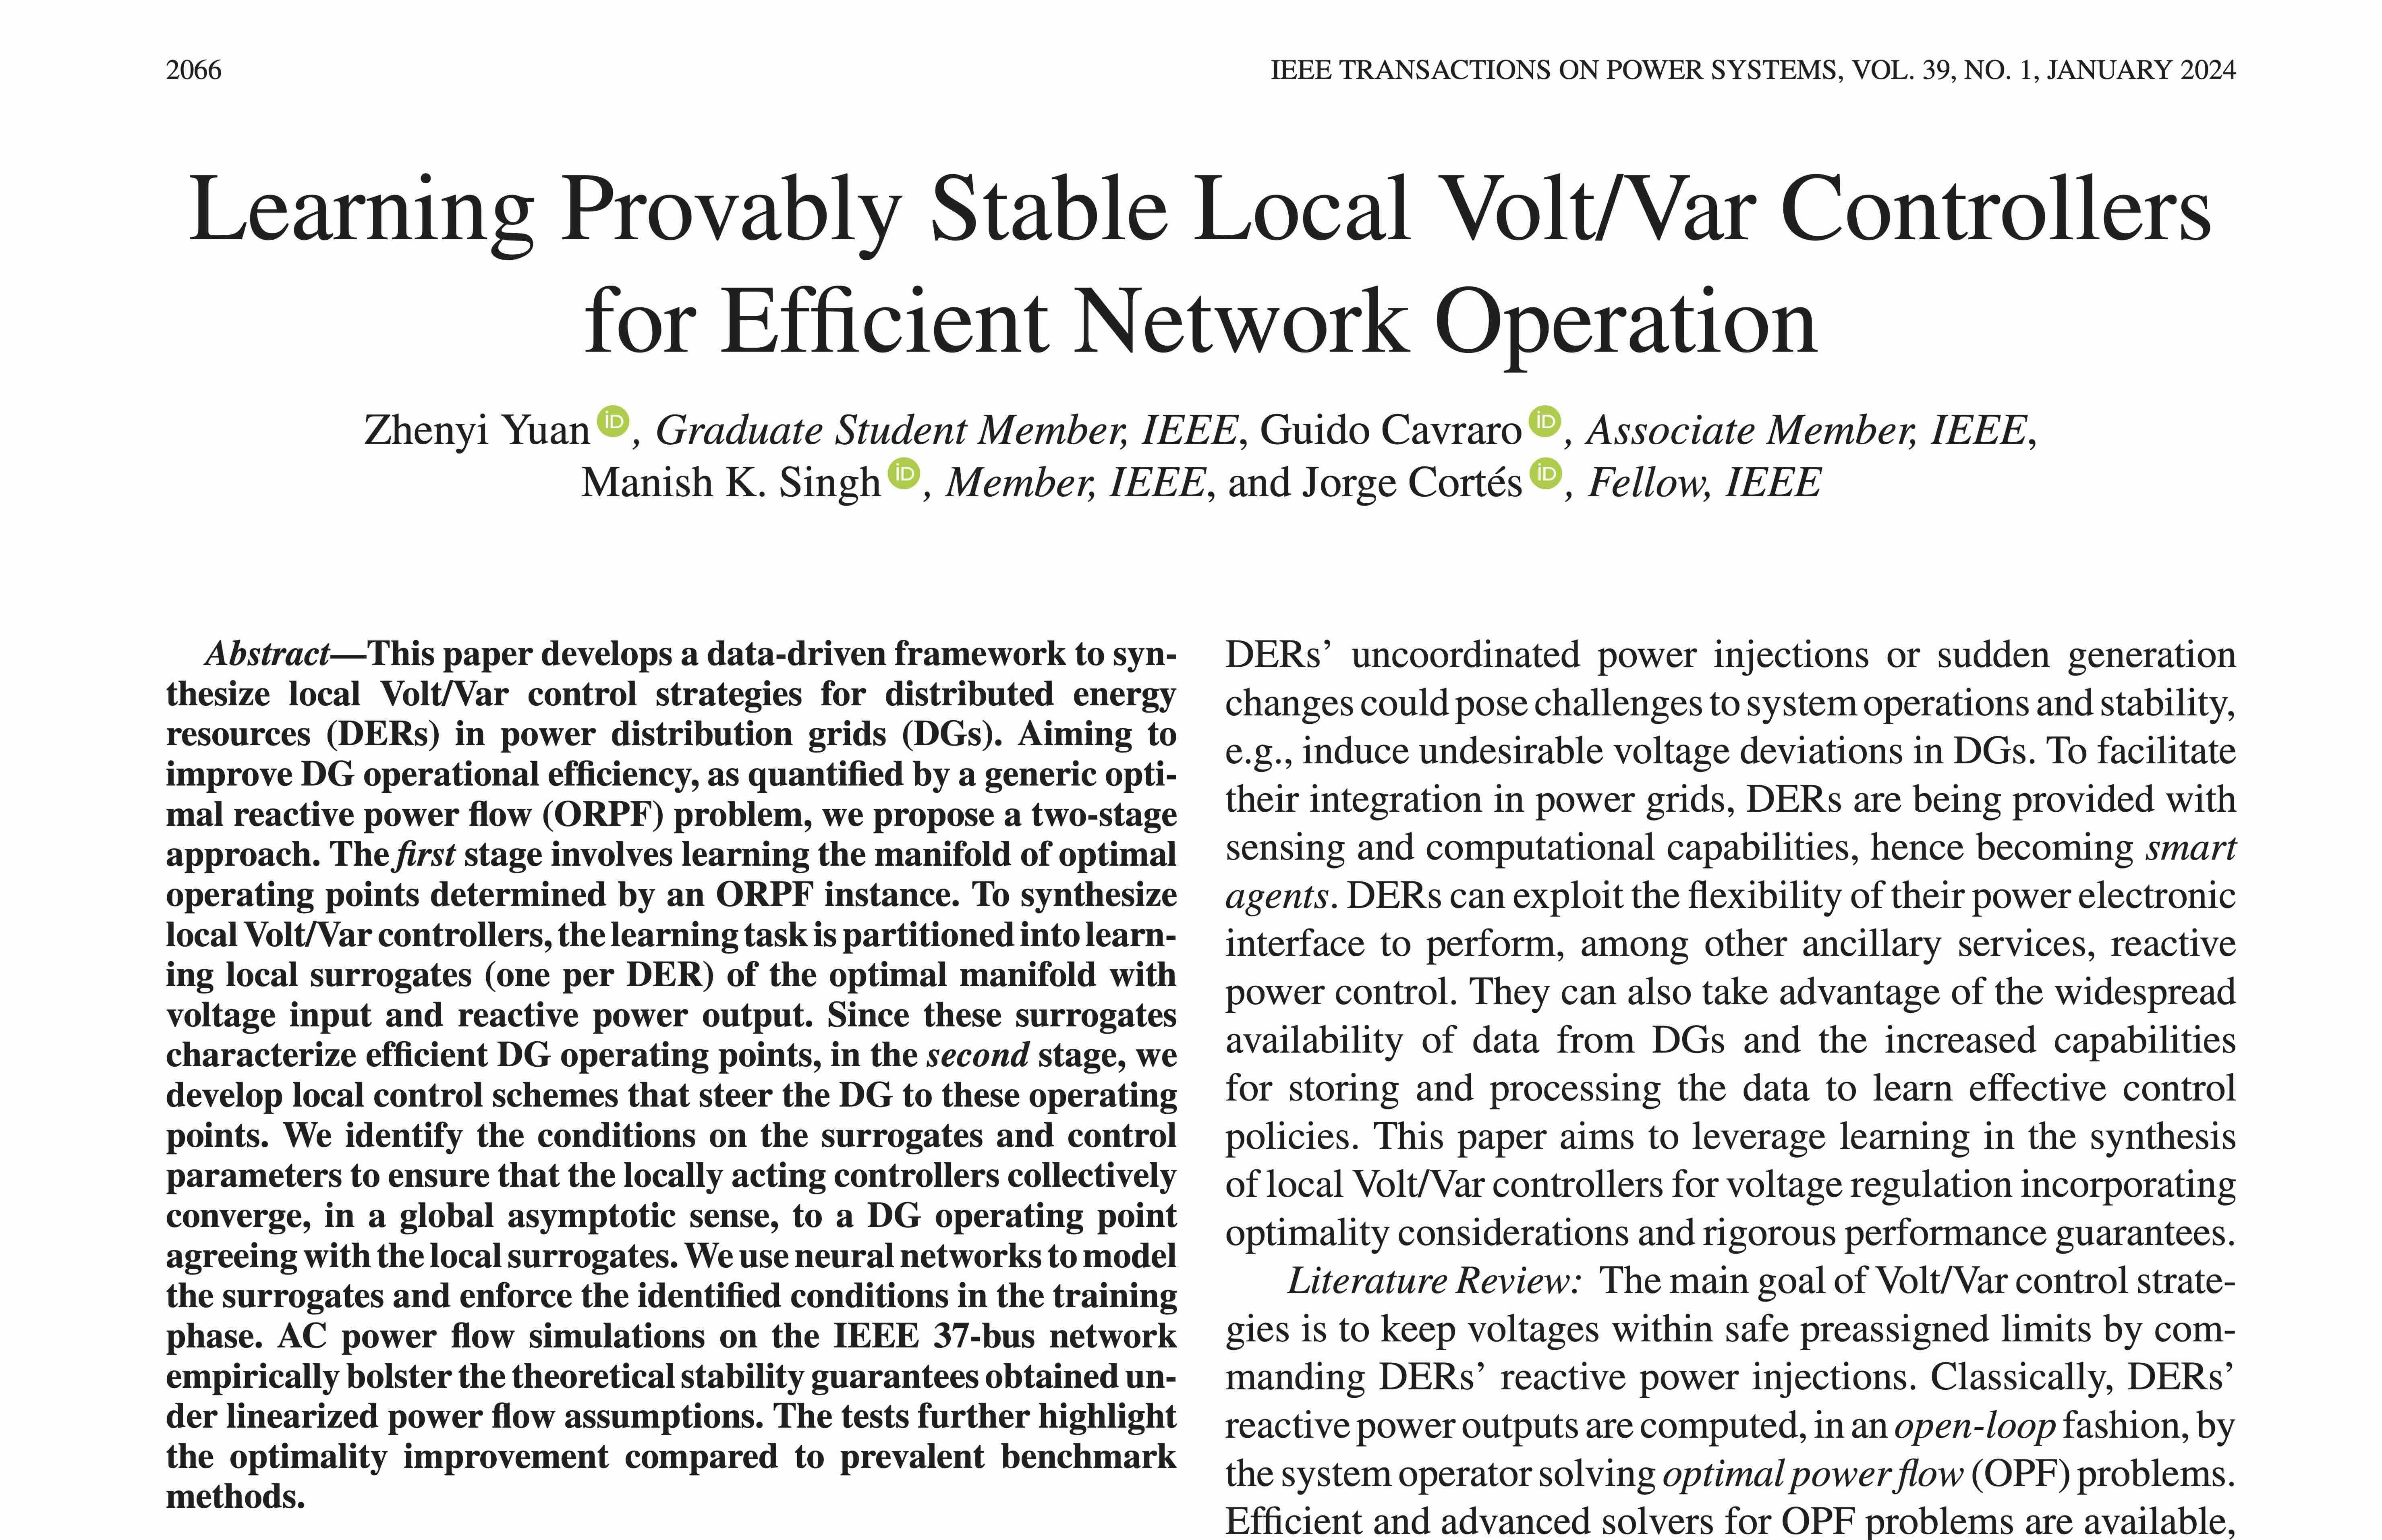 2066
IEEE TRANSACTIONS ON POWER SYSTEMS, VOL. 39, NO. 1, JANUARY 2024
Learning Provably Stable Local Volt/Var Controllers
for Efficient Network Operation
Zhenyi Yuan iD, Graduate Student Member, IEEE, Guido Cavraro iD, Associate Member, IEEE,
Manish K. Singh iD, Member, IEEE, and Jorge Cortés iD, Fellow, IEEE
Abstract—This paper develops a data-driven framework to syn-
thesize local Volt/Var control strategies for distributed energy
resources (DERs) in power distribution grids (DGs). Aiming to
improve DG operational efficiency, as quantified by a generic opti-
mal reactive power flow (ORPF) problem, we propose a two-stage
approach. The first stage involves learning the manifold of optimal
operating points determined by an ORPF instance. To synthesize
local Volt/Var controllers, the learning task is partitioned into learn-
ing local surrogates (one per DER) of the optimal manifold with
voltage input and reactive power output. Since these surrogates
characterize efficient DG operating points, in the second stage, we
develop local control schemes that steer the DG to these operating
points. We identify the conditions on the surrogates and control
parameters to ensure that the locally acting controllers collectively
converge, in a global asymptotic sense, to a DG operating point
agreeing with the local surrogates. We use neural networks to model
the surrogates and enforce the identified conditions in the training
phase. AC power flow simulations on the IEEE 37-bus network
empirically bolster the theoretical stability guarantees obtained un-
der linearized power flow assumptions. The tests further highlight
the optimality improvement compared to prevalent benchmark
methods.
DERs’ uncoordinated power injections or sudden generation
changes could pose challenges to system operations and stability,
e.g., induce undesirable voltage deviations in DGs. To facilitate
their integration in power grids, DERs are being provided with
sensing and computational capabilities, hence becoming smart
agents. DERs can exploit the flexibility of their power electronic
interface to perform, among other ancillary services, reactive
power control. They can also take advantage of the widespread
availability of data from DGs and the increased capabilities
for storing and processing the data to learn effective control
policies. This paper aims to leverage learning in the synthesis
of local Volt/Var controllers for voltage regulation incorporating
optimality considerations and rigorous performance guarantees.
Literature Review: The main goal of Volt/Var control strate-
gies is to keep voltages within safe preassigned limits by com-
manding DERs’ reactive power injections. Classically, DERs’
reactive power outputs are computed, in an open-loop fashion, by
the system operator solving optimal power flow (OPF) problems.
Efficient and advanced solvers for OPF problems are available,